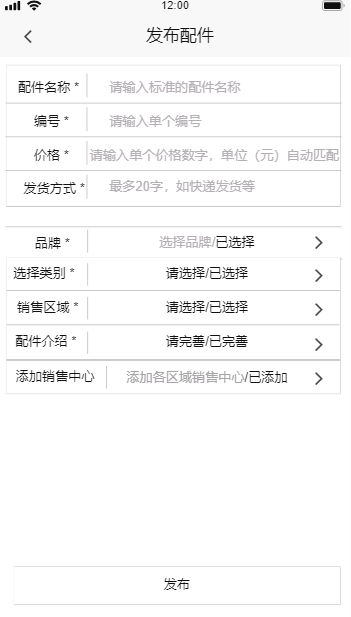 12:00
发布配件
配件名称 * 请输入标准的配件名称
编号 * 请输入单个编号
价格 * 请输入单个价格数字，单位（元）自动匹配
发货方式 * 最多20字，如快递发货等
品牌 * 选择品牌/已选择
选择类别 * 请选择/已选择
销售区域 * 请选择/已选择
配件介绍 * 请完善/已完善
添加销售中心 添加各区域销售中心/已添加
发布